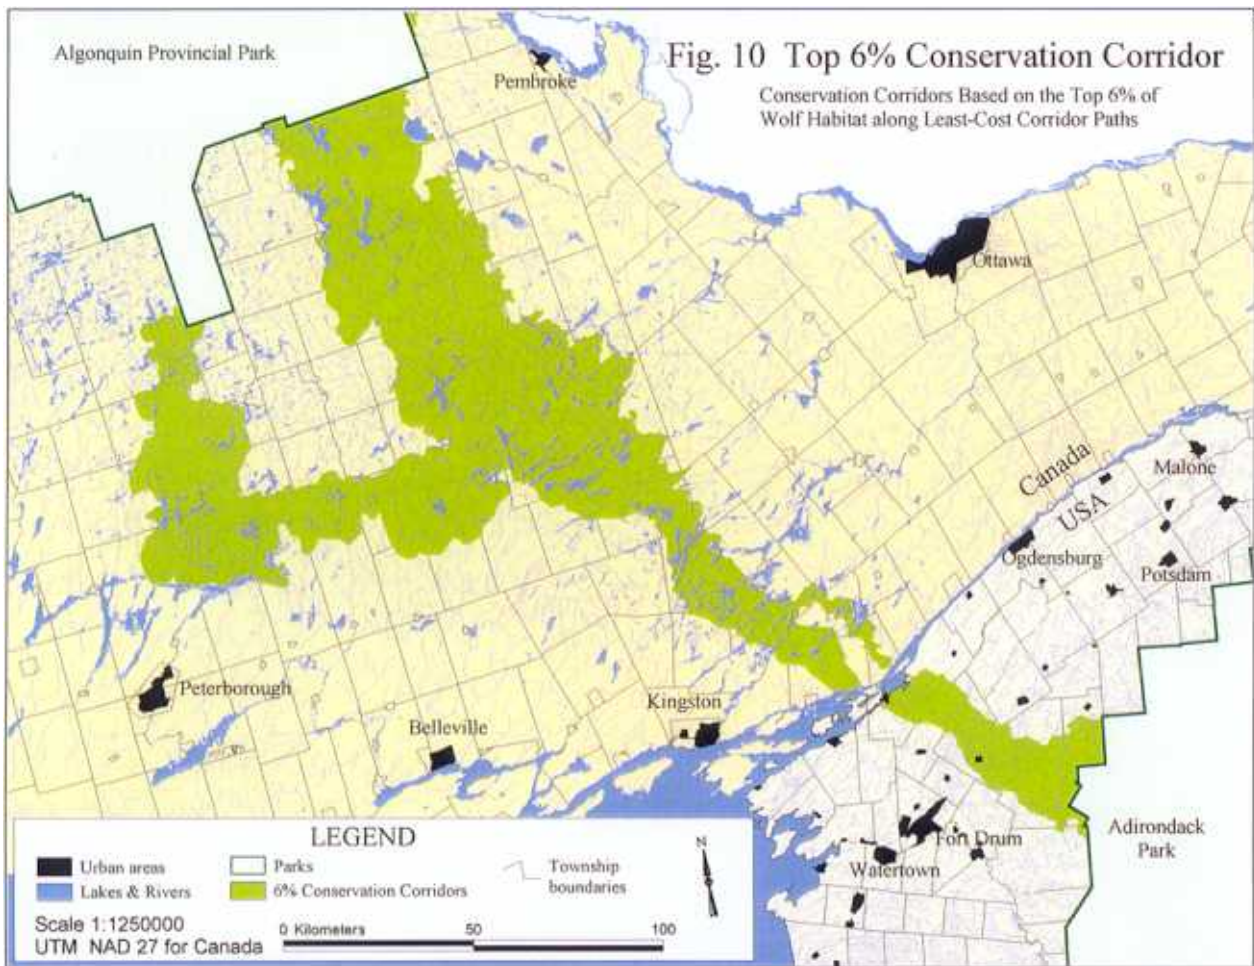 Algonquin Provincial Park
Pembroke
Fig. 10 Top 6% Conservation Corridor
Conservation Corridors Based on the Top 6% of
Wolf Habitat along Least-Cost Corridor Paths
Ottawa
Canada
USA
Malone
Ogdensburg
Potsdam
Peterborough
Kingston
Belleville
Fort Drum
Watertown
Adirondack
Park
LEGEND
Urban areas
Parks
Township
boundaries
Lakes & Rivers
6% Conservation Corridors
N
Scale 1:1250000
UTM NAD 27 for Canada
0 Kilometers 50 100